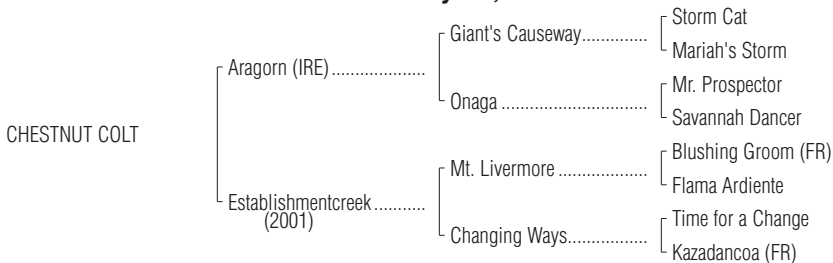 Storm Cat
Giant's Causeway..............
Mariah's Storm
Aragorn (IRE)....................
Mr. Prospector
Onaga ...............................
Savannah Dancer
CHESTNUT COLT
Blushing Groom (FR)
Mt. Livermore ...................
Flama Ardiente
Establishmentcreek...........
(2001)
Time for a Change
Changing Ways.................
Kazadancoa (FR)